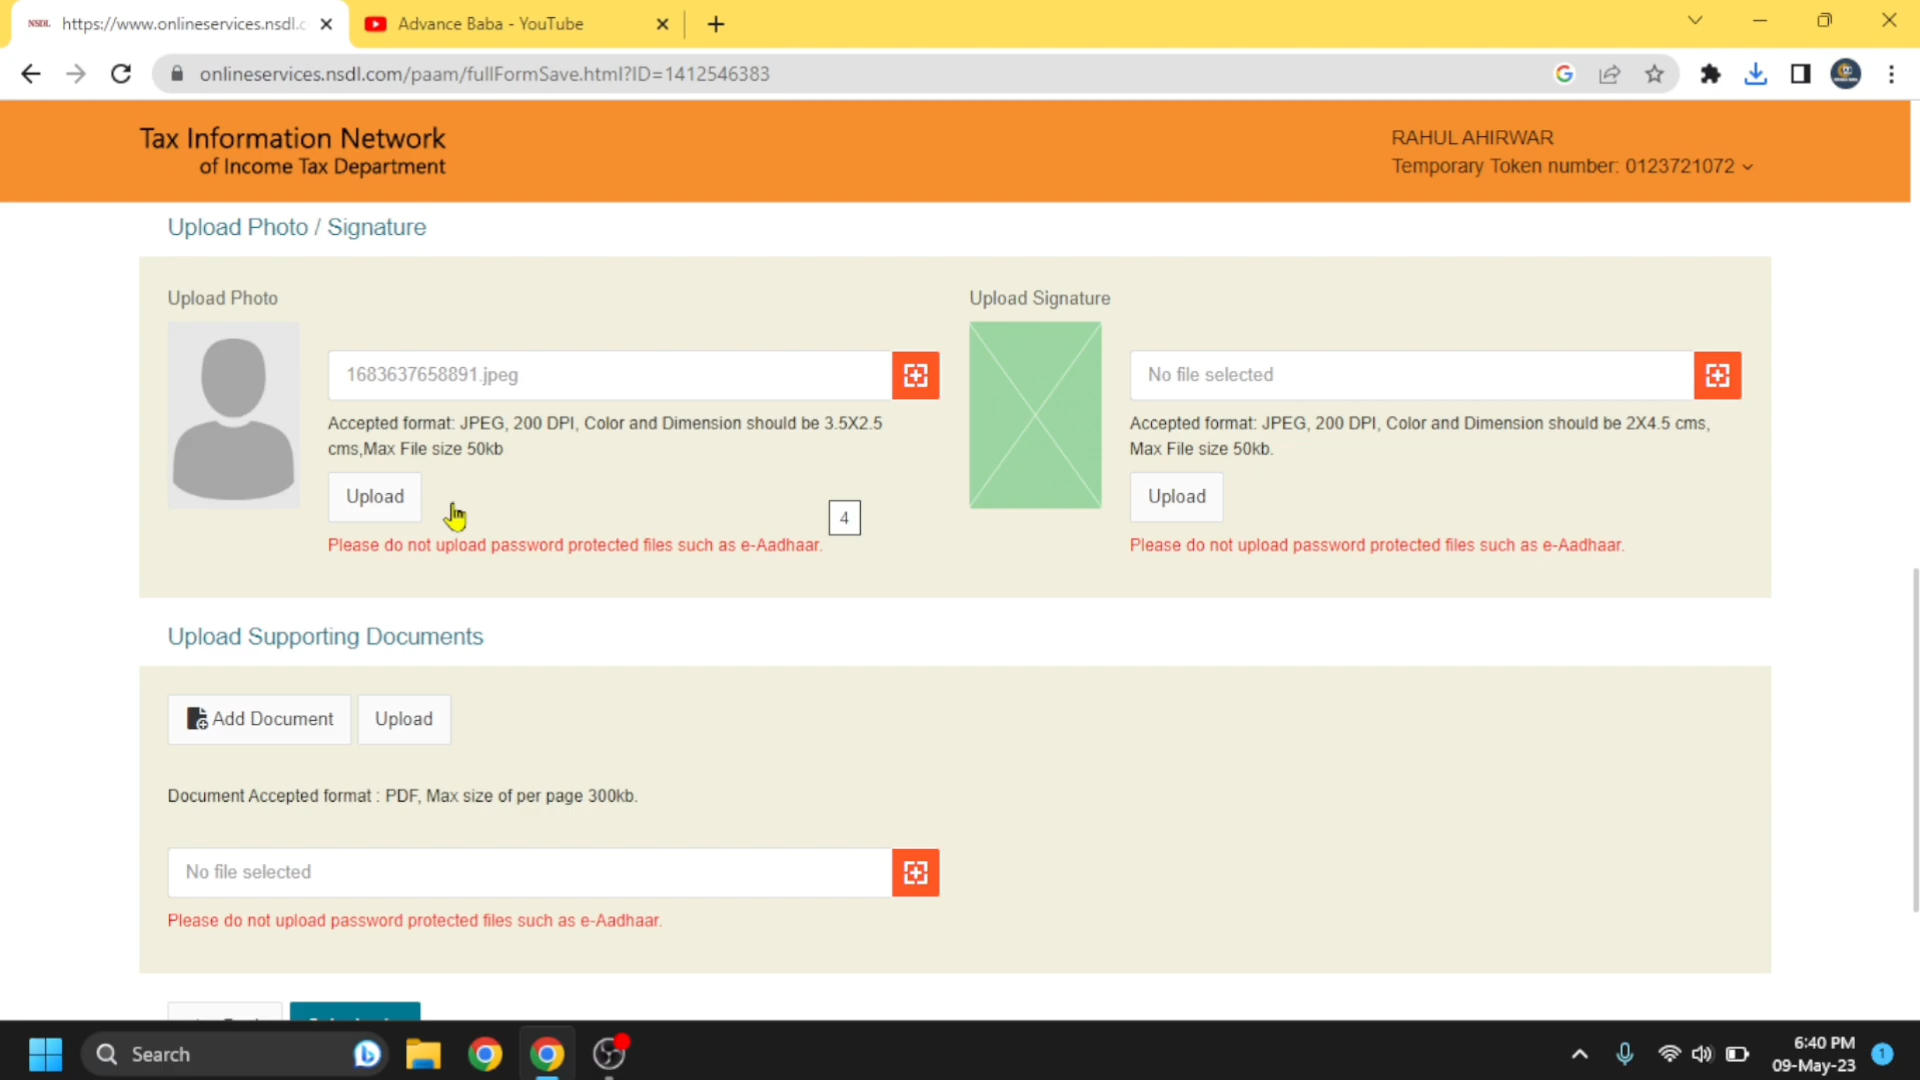 NSDL https://www.onlineservices.nsdl.c
Advance Baba - YouTube
onlineservices.nsdl.com/paam/fullFormSave.html?ID=1412546383
Tax Information Network
of Income Tax Department
RAHUL AHIRWAR
Temporary Token number: 0123721072
Upload Photo / Signature
Upload Photo
1683637658891.jpeg
Accepted format: JPEG, 200 DPI, Color and Dimension should be 3.5X2.5
cms,Max File size 50kb
Upload
4
Please do not upload password protected files such as e-Aadhaar.
Upload Signature
No file selected
Accepted format: JPEG, 200 DPI, Color and Dimension should be 2X4.5 cms,
Max File size 50kb.
Upload
Please do not upload password protected files such as e-Aadhaar.
Upload Supporting Documents
Add Document Upload
Document Accepted format : PDF, Max size of per page 300kb.
No file selected
Please do not upload password protected files such as e-Aadhaar.
Search
6:40 PM
09-May-23
1